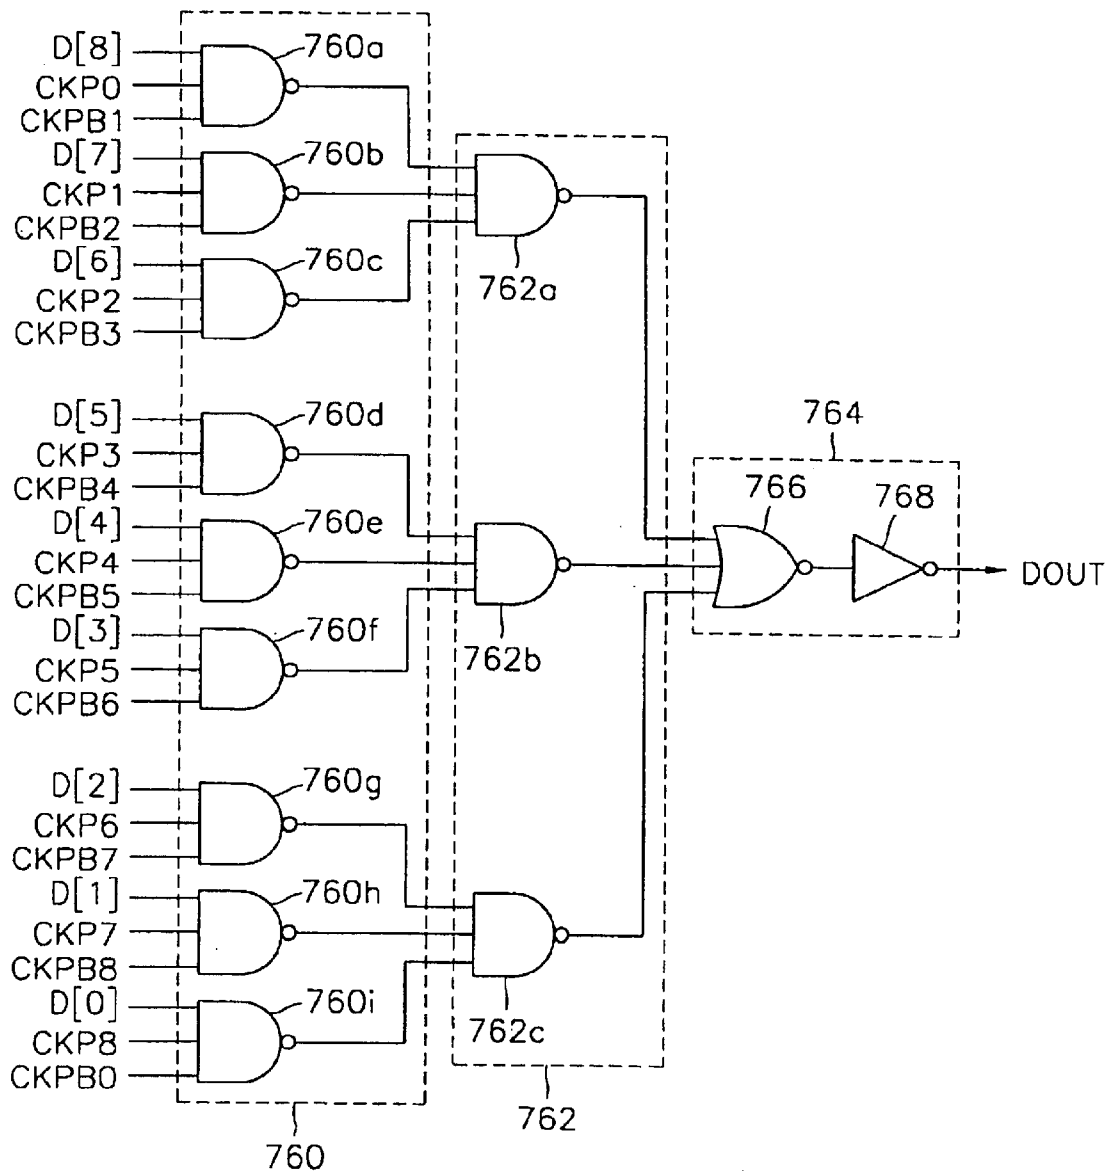 D[8]
CKP0
CKPB1
760a
D[7]
CKP1
CKPB2
760b
D[6]
CKP2
CKPB3
760c
762a
D[5]
CKP3
CKPB4
760d
D[4]
CKP4
CKPB5
760e
D[3]
CKP5
CKPB6
760f
762b
764
766
768
DOUT
D[2]
CKP6
CKPB7
760g
D[1]
CKP7
CKPB8
760h
D[0]
CKP8
CKPB0
760i
762c
762
760